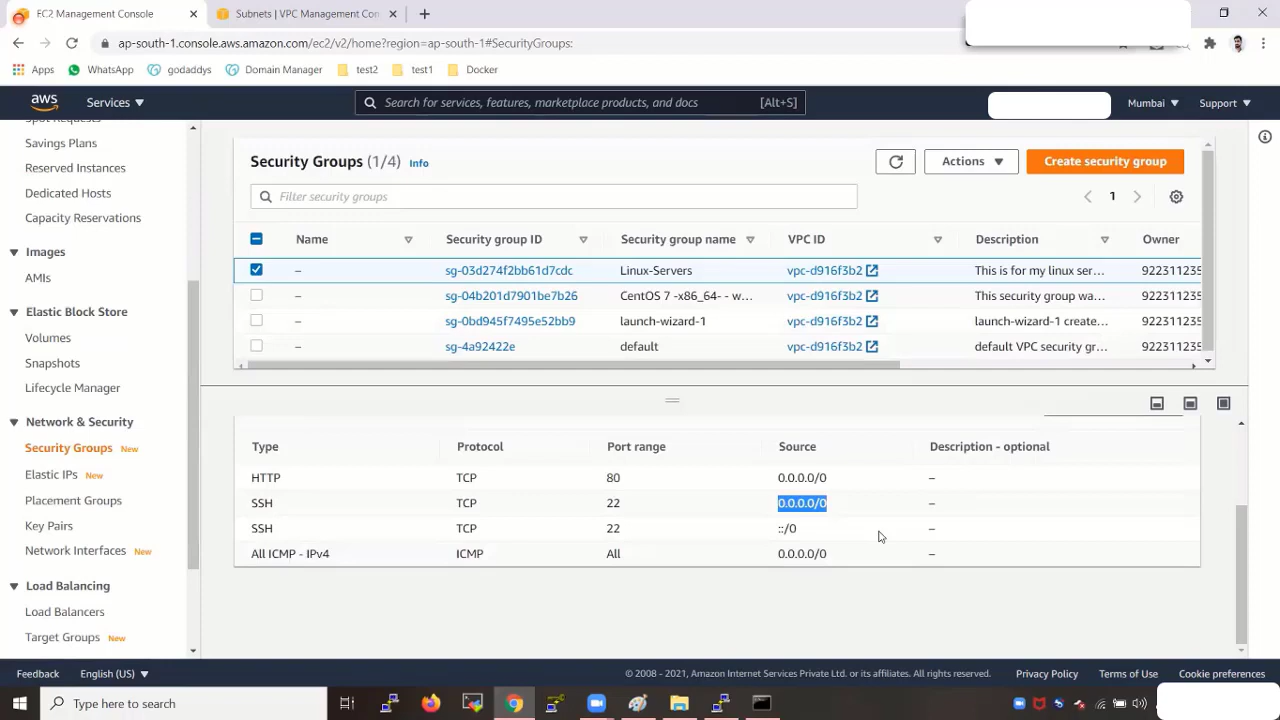 EC2 Management Console
Subnets | VPC Management Con
ap-south-1.console.aws.amazon.com/ec2/v2/home?region=ap-south-1#SecurityGroups:
Apps WhatsApp godaddys Domain Manager test2 test1 Docker
aws Services Search for services, features, marketplace products, and docs [Alt+S] Mumbai Support
Spot Requests
Savings Plans
Reserved Instances
Dedicated Hosts
Capacity Reservations
Images
AMIs
Elastic Block Store
Volumes
Snapshots
Lifecycle Manager
Network & Security
Security Groups New
Elastic IPs New
Placement Groups
Key Pairs
Network Interfaces New
Load Balancing
Load Balancers
Target Groups New
Security Groups (1/4) Info Actions Create security group
Filter security groups 1
Name Security group ID Security group name VPC ID Description Owner
– sg-03d274f2bb61d7cdc Linux-Servers vpc-d916f3b2 This is for my linux ser... 922311235
– sg-04b201d7901be7b26 CentOS 7 -x86_64- - w... vpc-d916f3b2 This security group wa... 922311235
– sg-0bd945f7495e52bb9 launch-wizard-1 vpc-d916f3b2 launch-wizard-1 create... 922311235
– sg-4a92422e default vpc-d916f3b2 default VPC security gr... 922311235
Type Protocol Port range Source Description - optional
HTTP TCP 80 0.0.0.0/0 –
SSH TCP 22 0.0.0.0/0 –
SSH TCP 22 ::/0 –
All ICMP - IPv4 ICMP All 0.0.0.0/0 –
Feedback English (US) © 2008 - 2021, Amazon Internet Services Private Ltd. or its affiliates. All rights reserved. Privacy Policy Terms of Use Cookie preferences
Type here to search